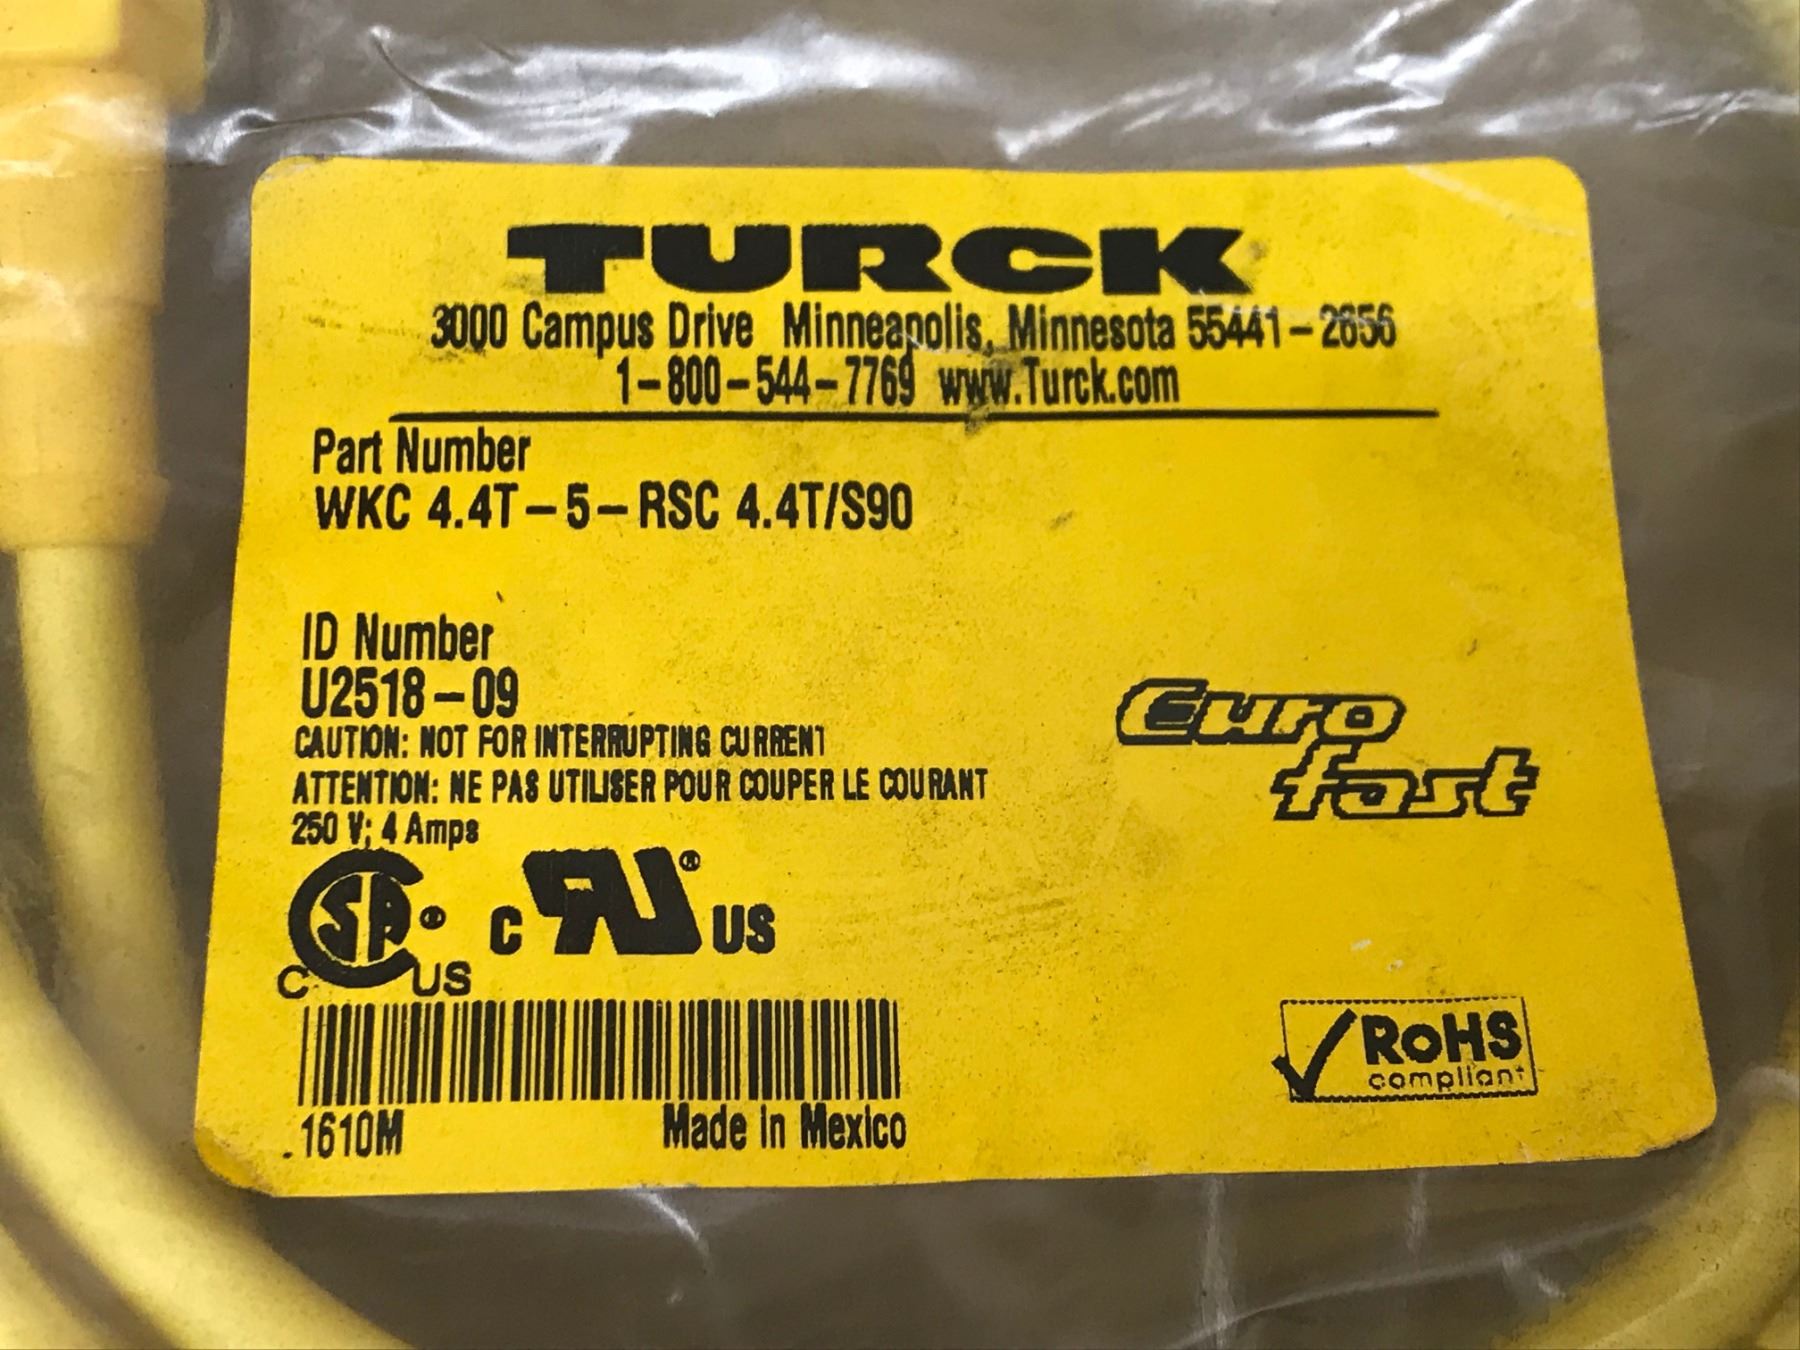 TURCK
3000 Campus Drive Minneapolis, Minnesota 55441-2656
1-800-544-7769 www.Turck.com
Part Number
WKC 4.4T-5-RSC 4.4T/S90
ID Number
U2518-09
CAUTION: NOT FOR INTERRUPTING CURRENT
ATTENTION: NE PAS UTILISER POUR COUPER LE COURANT
250 V; 4 Amps
Euro
fast
C SA® US C UL® US
RoHS
compliant
.1610M Made in Mexico